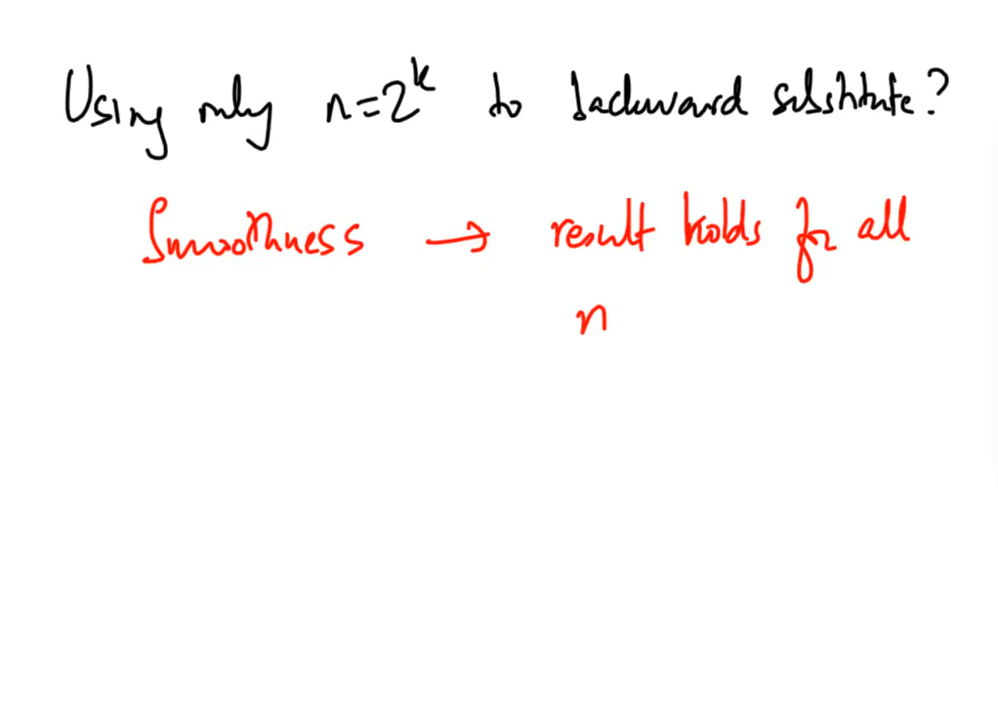 Using only n=2^k to backward substitute?
Smoothness → result holds for all
n